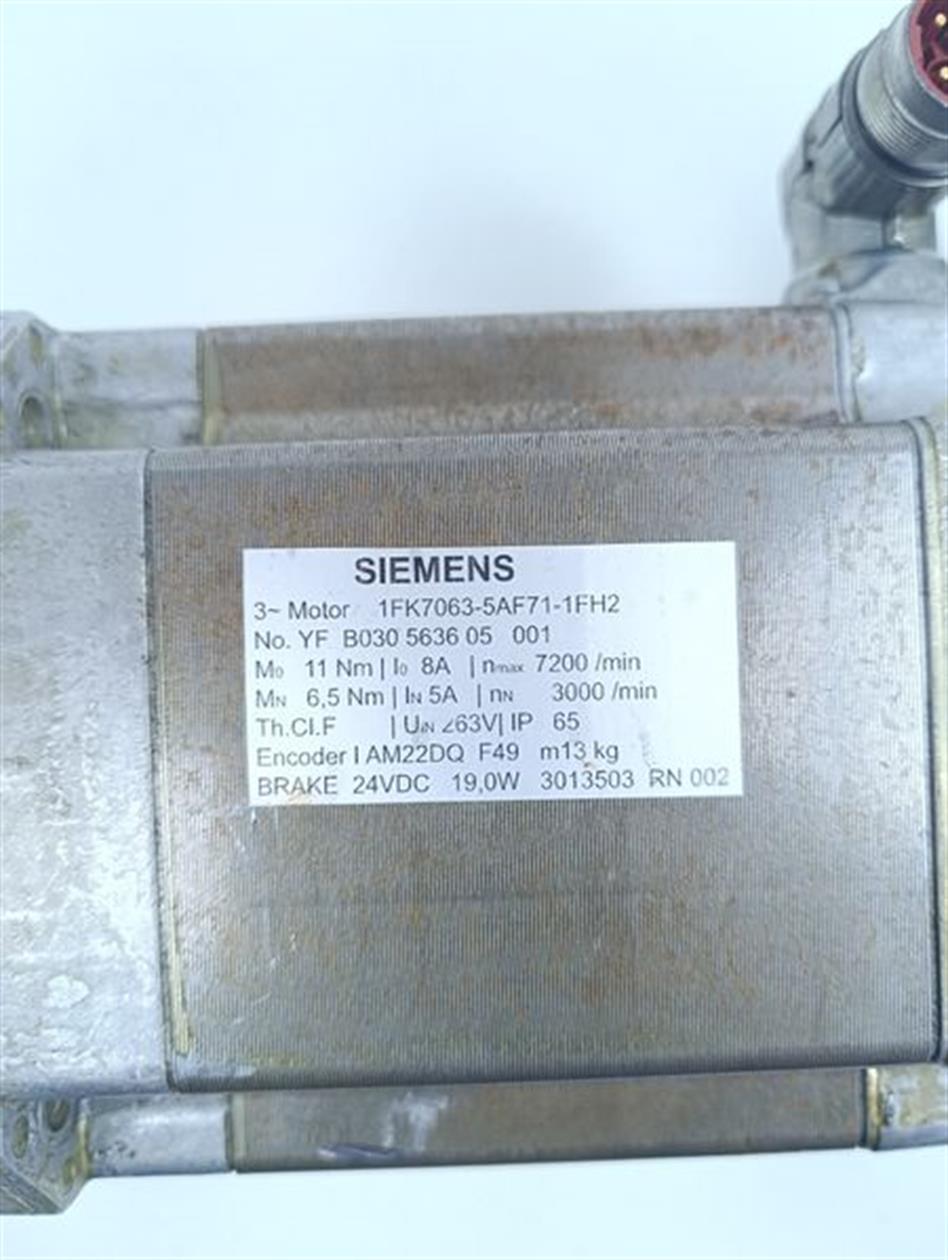 SIEMENS
3~ Motor 1FK7063-5AF71-1FH2
No. YF B030 5636 05 001
M₀ 11 Nm | I₀ 8A | nmax 7200 /min
MN 6,5 Nm | IN 5A | nN 3000 /min
Th.Cl.F | UIN 263V| IP 65
Encoder I AM22DQ F49 m13 kg
BRAKE 24VDC 19,0W 3013503 RN 002